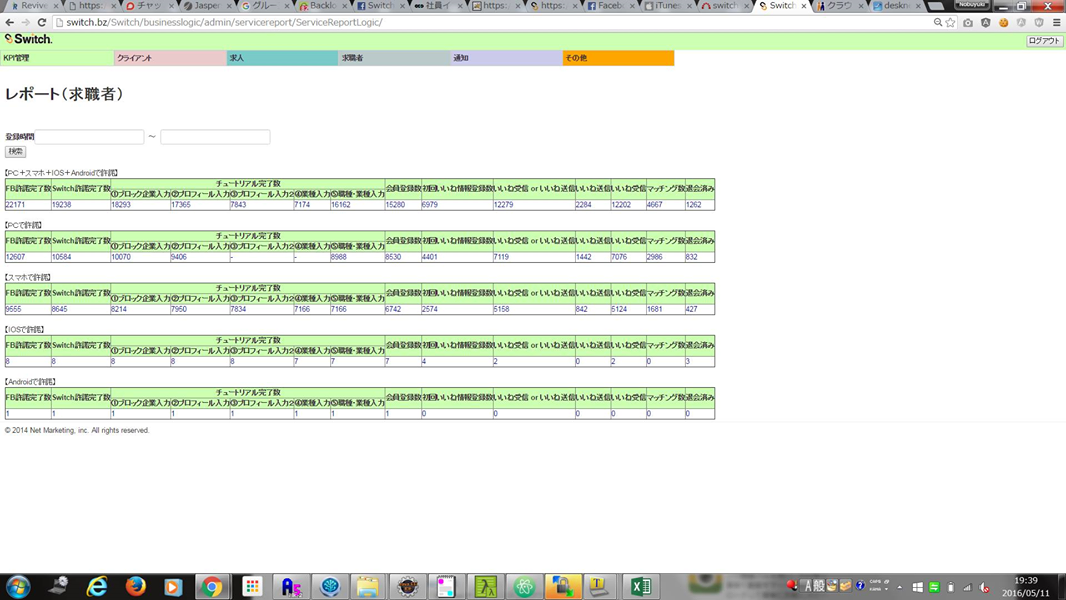 Revive
https:
チャッ
Jasper
グルー
Backlo
Switch
社員イ
https:
https:
Faceb
iTunes
switch
Switch
クラウ
deskne
Nobuyuki
switch.bz/Switch/businesslogic/admin/servicereport/ServiceReportLogic/
Switch.
ログアウト
KPI管理 クライアント 求人 求職者 通知 その他
レポート(求職者)
登録時間 ～
検索
【PC+スマホ+IOS+Androidで許諾】
FB許諾完了数 Switch許諾完了数 チュートリアル完了数 会員登録数 初回いいね情報登録数 いいね受信 or いいね送信 いいね送信 いいね受信 マッチング数 退会済み
①ブロック企業入力 ②プロフィール入力 ③プロフィール入力2 ④業種入力 ⑤職種・業種入力
22171 19238 18293 17365 7843 7174 16162 15280 6979 12279 2284 12202 4667 1262
【PCで許諾】
FB許諾完了数 Switch許諾完了数 チュートリアル完了数 会員登録数 初回いいね情報登録数 いいね受信 or いいね送信 いいね送信 いいね受信 マッチング数 退会済み
①ブロック企業入力 ②プロフィール入力 ③プロフィール入力2 ④業種入力 ⑤職種・業種入力
12607 10584 10070 9406 - - 8988 8530 4401 7119 1442 7076 2986 832
【スマホで許諾】
FB許諾完了数 Switch許諾完了数 チュートリアル完了数 会員登録数 初回いいね情報登録数 いいね受信 or いいね送信 いいね送信 いいね受信 マッチング数 退会済み
①ブロック企業入力 ②プロフィール入力 ③プロフィール入力2 ④業種入力 ⑤職種・業種入力
9555 8645 8214 7950 7834 7166 7166 6742 2574 5158 842 5124 1681 427
【IOSで許諾】
FB許諾完了数 Switch許諾完了数 チュートリアル完了数 会員登録数 初回いいね情報登録数 いいね受信 or いいね送信 いいね送信 いいね受信 マッチング数 退会済み
①ブロック企業入力 ②プロフィール入力 ③プロフィール入力2 ④業種入力 ⑤職種・業種入力
8 8 8 8 8 7 7 7 4 2 0 2 0 3
【Androidで許諾】
FB許諾完了数 Switch許諾完了数 チュートリアル完了数 会員登録数 初回いいね情報登録数 いいね受信 or いいね送信 いいね送信 いいね受信 マッチング数 退会済み
①ブロック企業入力 ②プロフィール入力 ③プロフィール入力2 ④業種入力 ⑤職種・業種入力
1 1 1 1 1 1 1 1 0 0 0 0 0 0
© 2014 Net Marketing, inc. All rights reserved.
A般
CAPS
KANA
19:39
2016/05/11